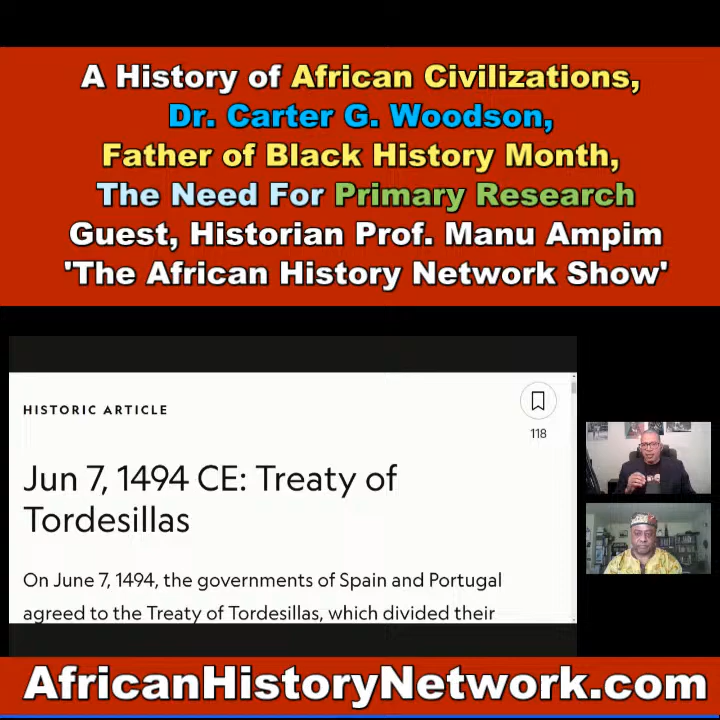 A History of African Civilizations,
Dr. Carter G. Woodson,
Father of Black History Month,
The Need For Primary Research
Guest, Historian Prof. Manu Ampim
'The African History Network Show'
HISTORIC ARTICLE
118
Jun 7, 1494 CE: Treaty of
Tordesillas
On June 7, 1494, the governments of Spain and Portugal
agreed to the Treaty of Tordesillas, which divided their
AfricanHistoryNetwork.com